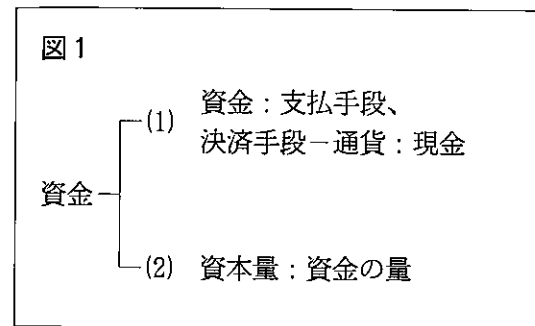 図1
(1) 資金：支払手段、
決済手段－通貨：現金
資金
(2) 資本量：資金の量